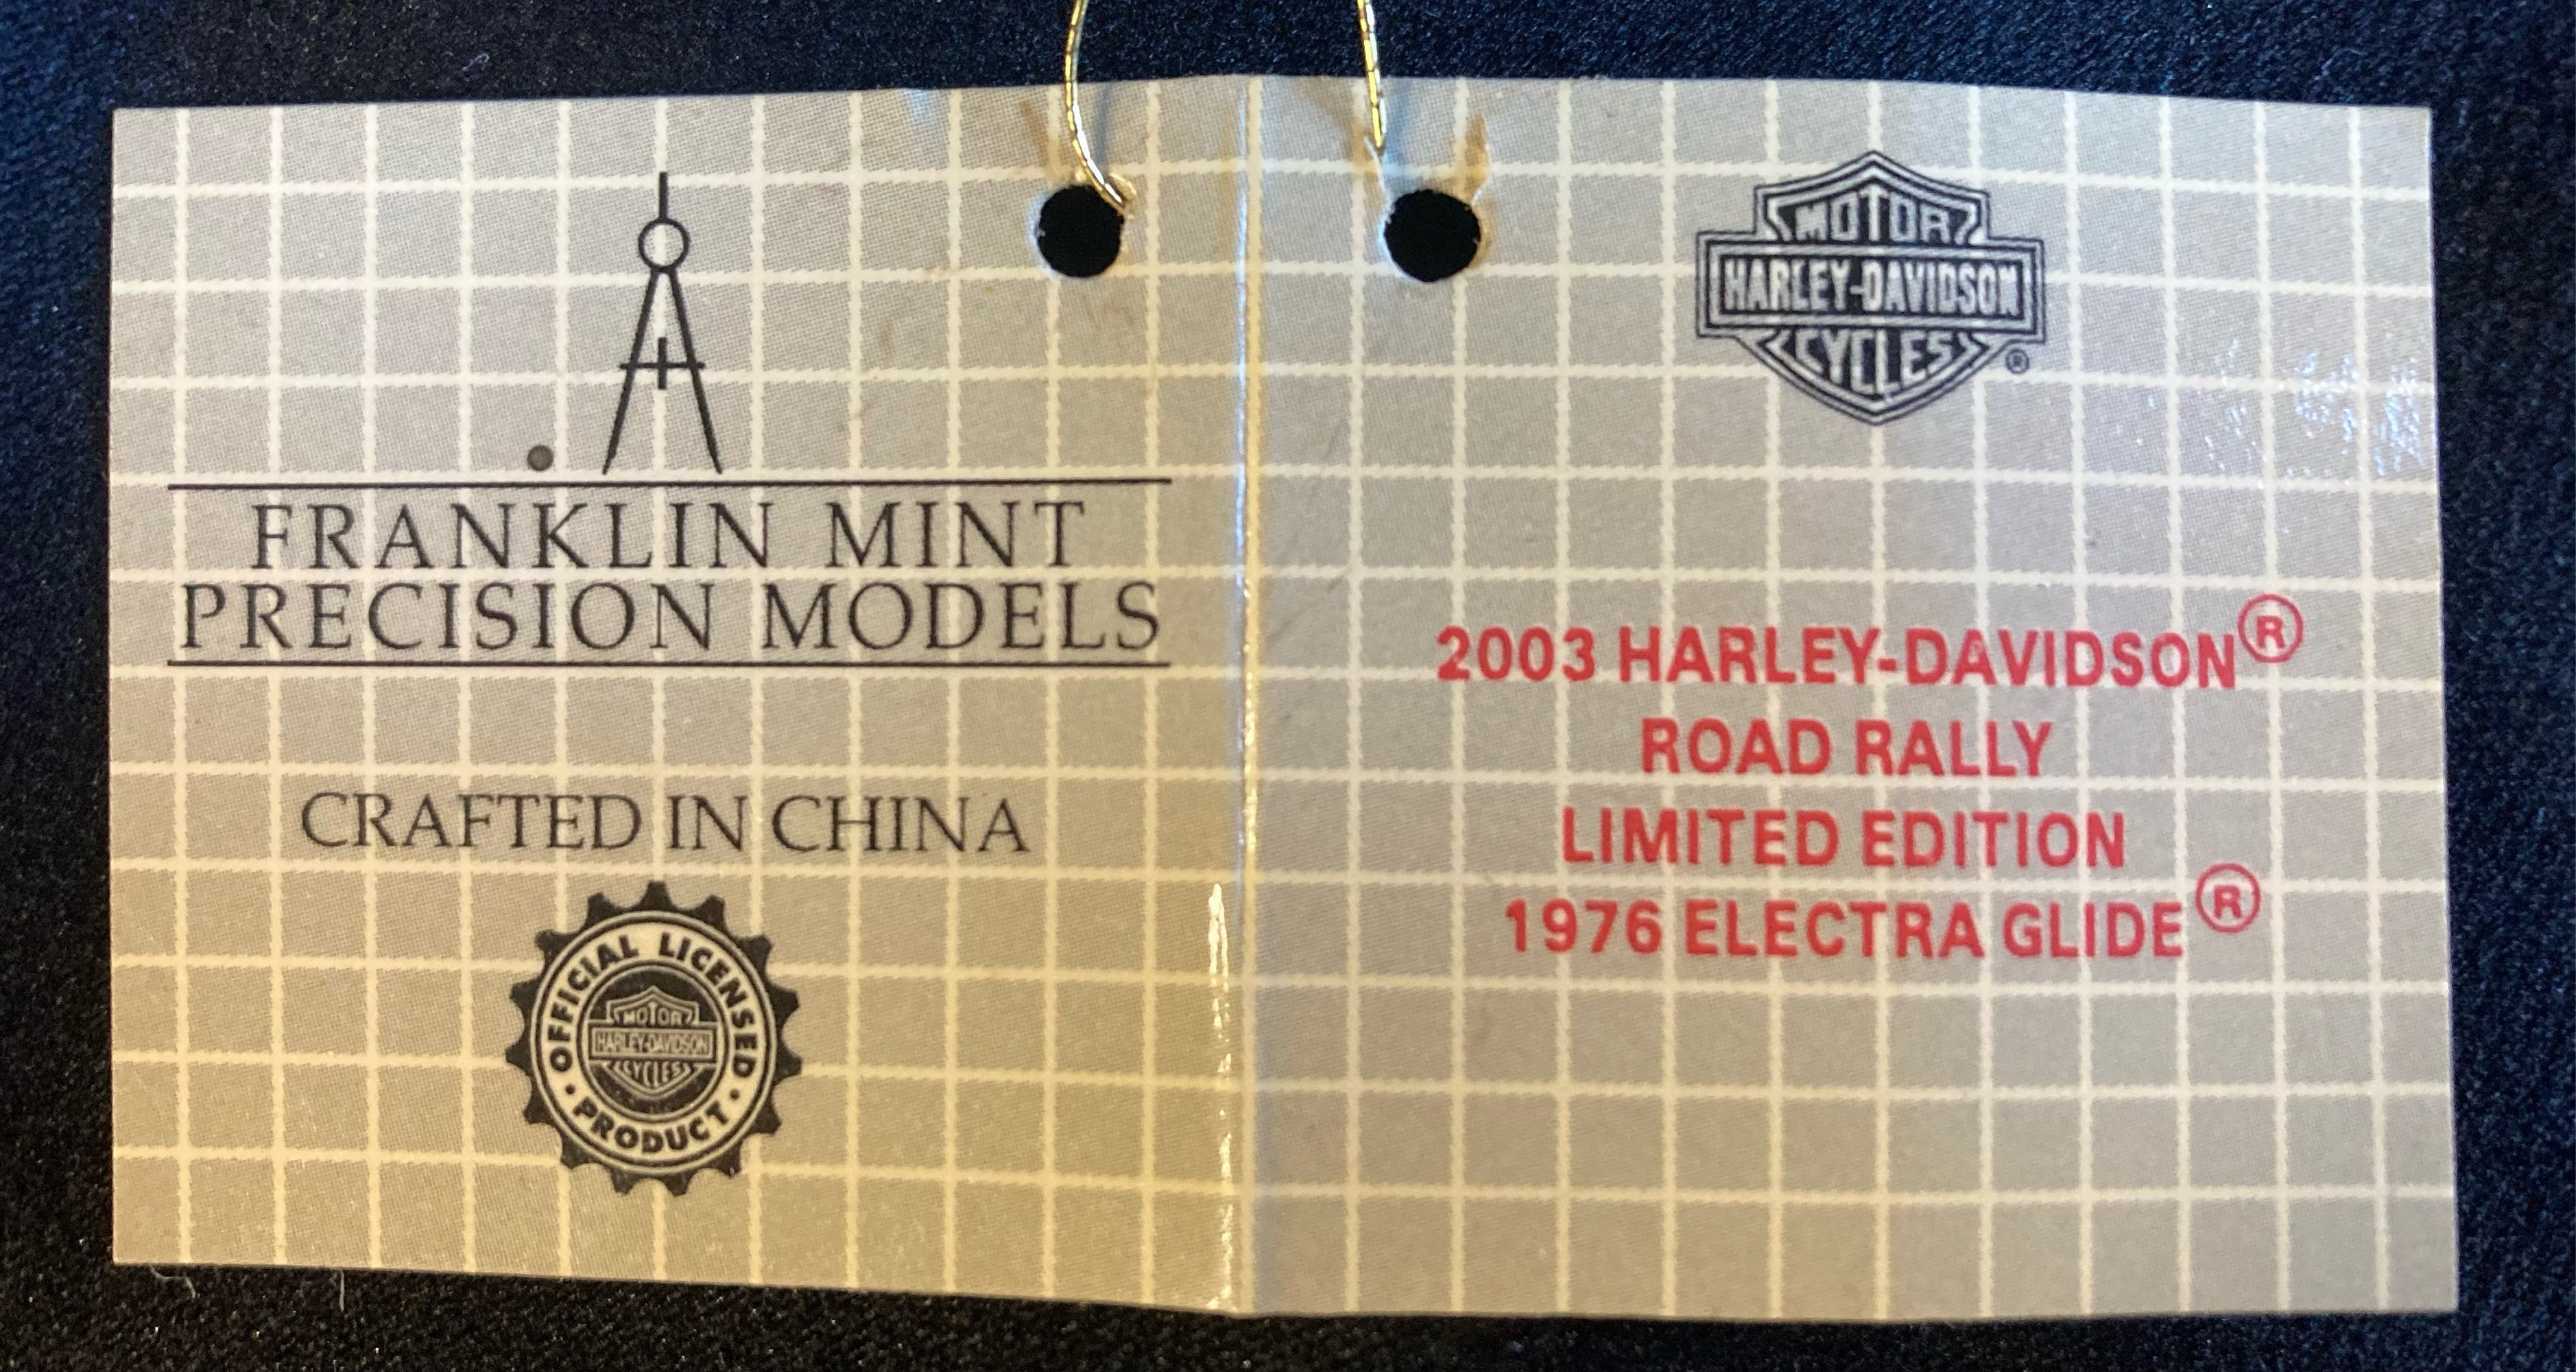 FRANKLIN MINT
PRECISION MODELS
CRAFTED IN CHINA
OFFICIAL LICENSED
MOTOR
HARLEY-DAVIDSON
CYCLES
• PRODUCT •
MOTOR
HARLEY-DAVIDSON
CYCLES ®
2003 HARLEY-DAVIDSON®
ROAD RALLY
LIMITED EDITION
1976 ELECTRA GLIDE®